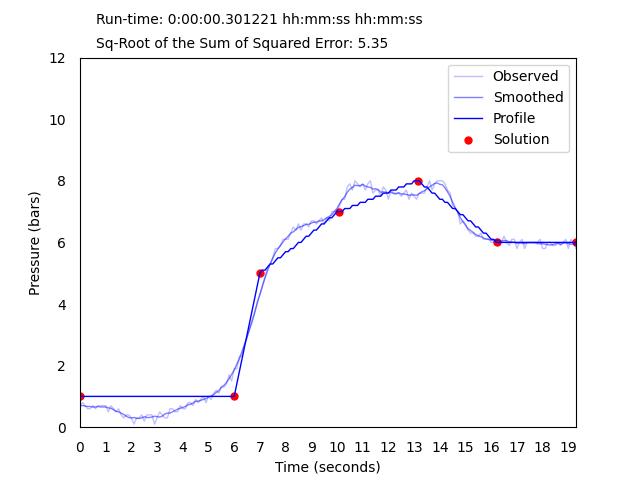 Run-time: 0:00:00.301221 hh:mm:ss hh:mm:ss
Sq-Root of the Sum of Squared Error: 5.35
12
10
8
6
4
2
0
Pressure (bars)
Observed
Smoothed
Profile
Solution
0 1 2 3 4 5 6 7 8 9 10 11 12 13 14 15 16 17 18 19
Time (seconds)